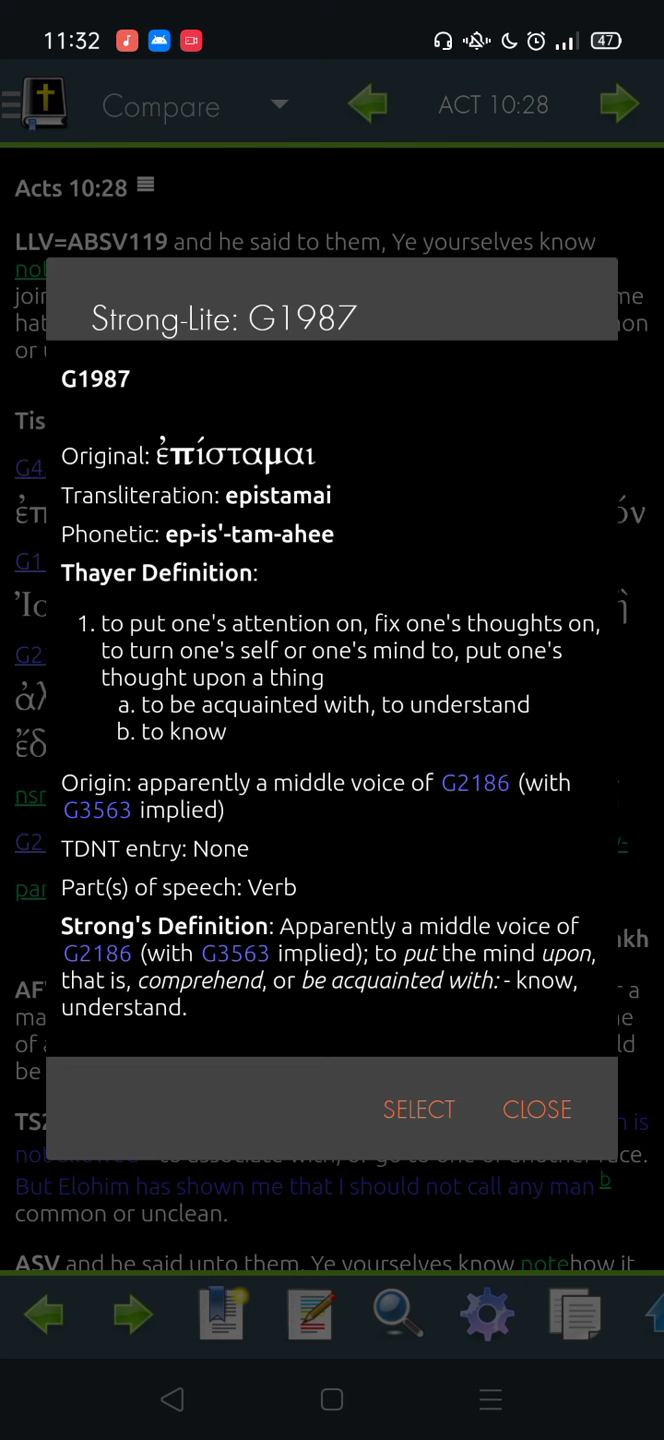 11:32
47
Compare
ACT 10:28
Acts 10:28
LLV=ABSV119 and he said to them, Ye yourselves know
Strong-Lite: G1987
or
G1987
Tis
Original: ἐπίσταμαι
Transliteration: epistamai
Phonetic: ep-is'-tam-ahee
Thayer Definition:
1. to put one's attention on, fix one's thoughts on,
to turn one's self or one's mind to, put one's
thought upon a thing
a. to be acquainted with, to understand
b. to know
Origin: apparently a middle voice of G2186 (with
G3563 implied)
TDNT entry: None
Part(s) of speech: Verb
Strong's Definition: Apparently a middle voice of
G2186 (with G3563 implied); to put the mind upon,
that is, comprehend, or be acquainted with: - know,
understand.
SELECT CLOSE
But Elohim has shown me that I should not call any man b
common or unclean.
ASV and he said unto them, Ye yourselves know notehow it